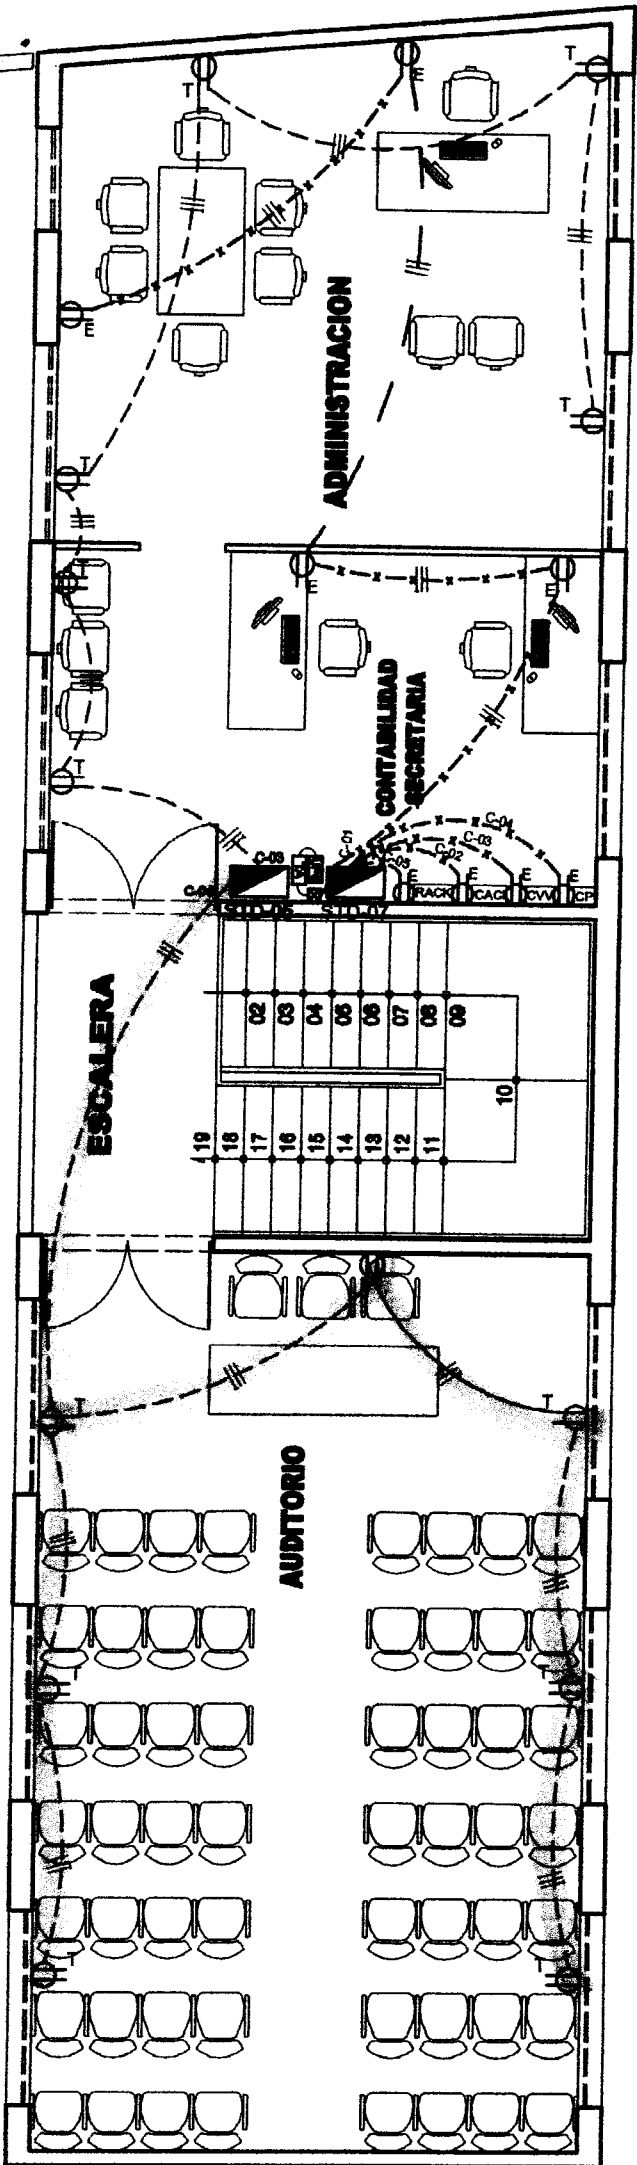 T
E
T
E
ADMINISTRACION
T
T
T
E
E
CONTABILIDAD
SECRETARIA
T
C-04
C-03
C-02
C-01
C-05
C-03
E
E
E
E
RACK
CACI
CVV
CP
STD-06
STD-07
ESCALERA
02
03
04
05
06
07
08
09
10
19
18
17
16
15
14
13
12
11
T
T
AUDITORIO
T
T
T
T